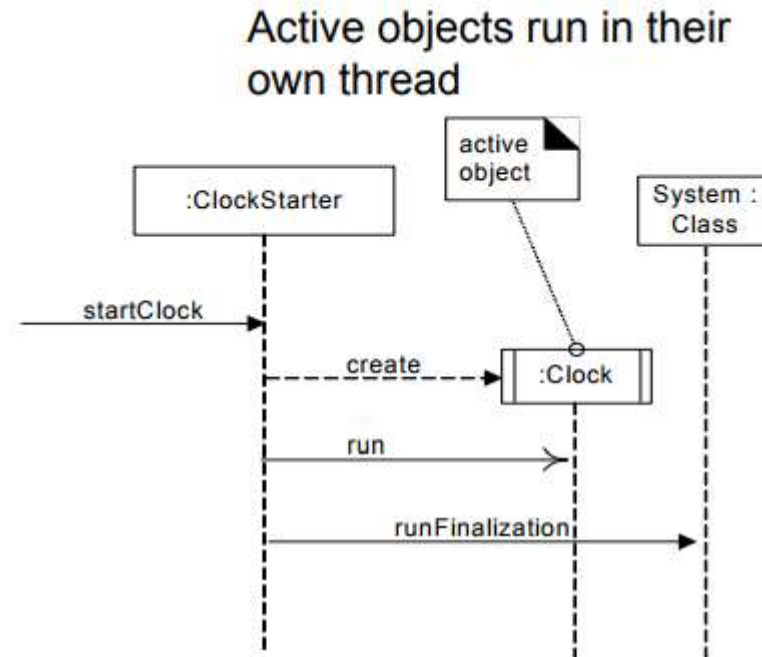 Active objects run in their
own thread
active
object
:ClockStarter
System :
Class
startClock
create
:Clock
run
runFinalization